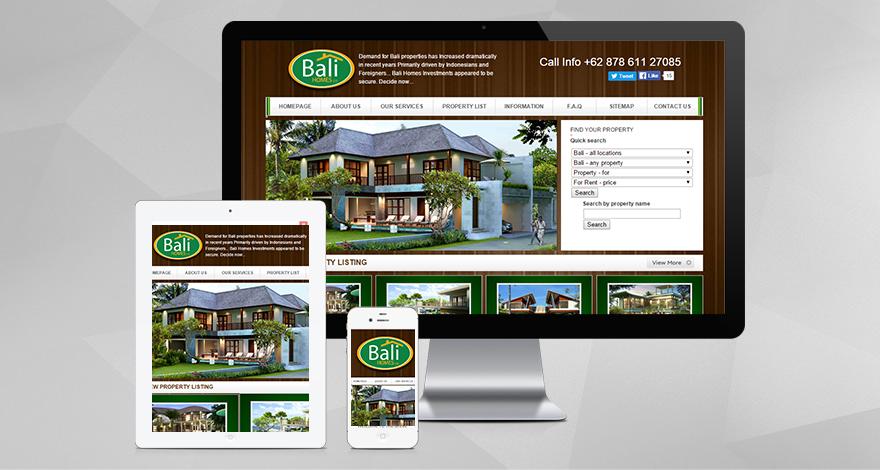 Bali
HOMES
Demand for Bali properties has Increased dramatically
in recent years Primarily driven by Indonesians and
Foreigners... Bali Homes Investments appeared to be
secure. Decide now...
Call Info +62 878 611 27085
Tweet Like 15
HOMEPAGE ABOUT US OUR SERVICES PROPERTY LIST INFORMATION F.A.Q SITEMAP CONTACT US
FIND YOUR PROPERTY
Quick search
Bali - all locations
Bali - any property
Property - for
For Rent - price
Search
Search by property name
Search
TY LISTING
View More
Bali
HOMES
Demand for Bali properties has Increased dramatically
in recent years Primarily driven by Indonesians and
Foreigners... Bali Homes Investments appeared to be
secure. Decide now...
MEPAGE ABOUT US OUR SERVICES PROPERTY LIST
EW PROPERTY LISTING
Bali
HOMES
HOMEPAGE ABOUT US OUR SERVICES